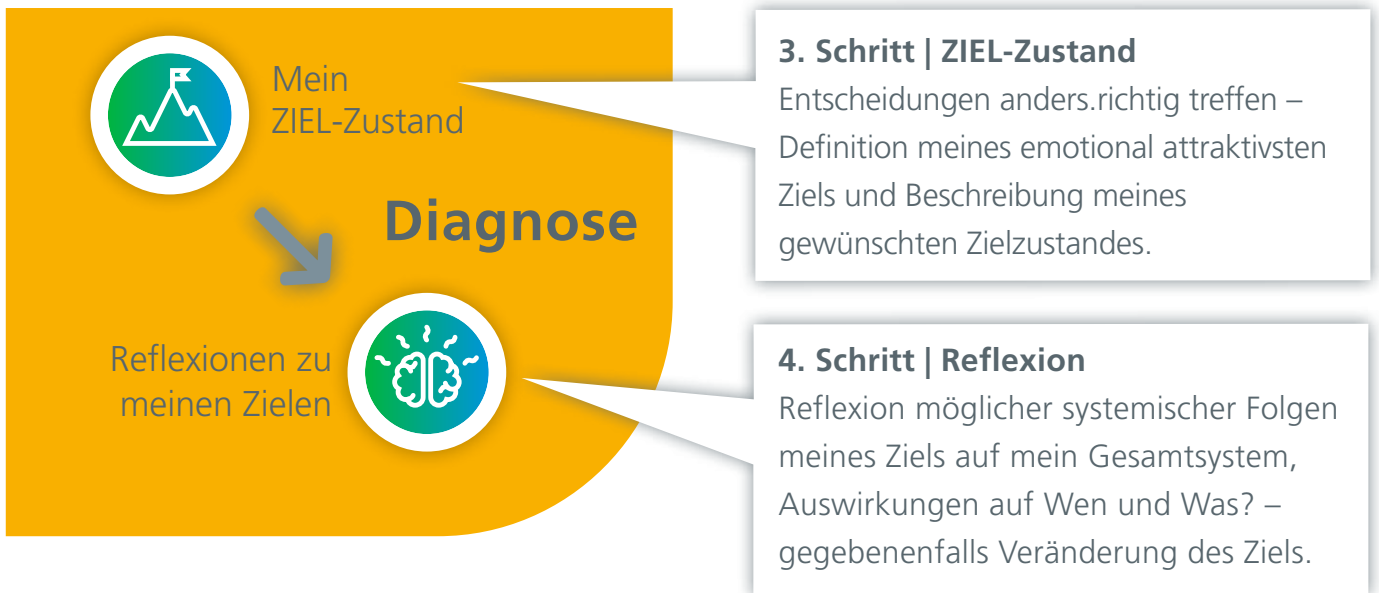 Mein
ZIEL-Zustand
3. Schritt | ZIEL-Zustand
Entscheidungen anders.richtig treffen –
Definition meines emotional attraktivsten
Ziels und Beschreibung meines
gewünschten Zielzustandes.
Diagnose
Reflexionen zu
meinen Zielen
4. Schritt | Reflexion
Reflexion möglicher systemischer Folgen
meines Ziels auf mein Gesamtsystem,
Auswirkungen auf Wen und Was? –
gegebenenfalls Veränderung des Ziels.